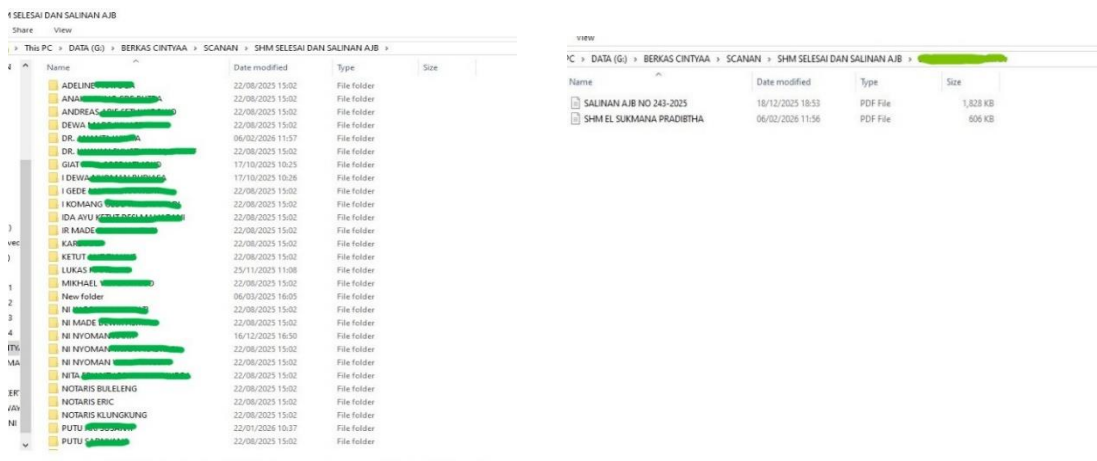 SELESAI DAN SALINAN AJB
Share View
This PC > DATA (G:) > BERKAS CINTYAA > SCANAN > SHM SELESAI DAN SALINAN AJB >
Name Date modified Type Size
ADELINE 22/08/2025 15:02 File folder
22/08/2025 15:02 File folder
ANDREAS 22/08/2025 15:02 File folder
DEWA 22/08/2025 15:02 File folder
DR. 06/02/2026 11:57 File folder
DR. 22/08/2025 15:02 File folder
GIAT 17/10/2025 10:25 File folder
I DEWA 17/10/2025 10:26 File folder
I GEDE 22/08/2025 15:02 File folder
I KOMANG 22/08/2025 15:02 File folder
IDA AYU 22/08/2025 15:02 File folder
IR MADE 22/08/2025 15:02 File folder
22/08/2025 15:02 File folder
KETUT 22/08/2025 15:02 File folder
LUKAS 25/11/2025 11:08 File folder
MIKHAEL 22/08/2025 15:02 File folder
New folder 06/03/2026 16:05 File folder
NI 22/08/2025 15:02 File folder
NI MADE 22/08/2025 15:02 File folder
NI NYOMAN 16/12/2025 16:50 File folder
NI NYOMAN 22/08/2025 15:02 File folder
NI NYOMAN 22/08/2025 15:02 File folder
NITA 22/08/2025 15:02 File folder
NOTARIS BULELENG 22/08/2025 15:02 File folder
NOTARIS ERIC 22/08/2025 15:02 File folder
NOTARIS KLUNGKUNG 22/08/2025 15:02 File folder
PUTU 22/01/2026 10:37 File folder
PUTU 22/08/2025 15:02 File folder
View
PC > DATA (G:) > BERKAS CINTYAA > SCANAN > SHM SELESAI DAN SALINAN AJB >
Name Date modified Type Size
SALINAN AJB NO 243-2025 18/12/2025 18:53 PDF File 1,828 KB
SHM EL SUKMANA PRADIBTHA 06/02/2026 11:56 PDF File 606 KB